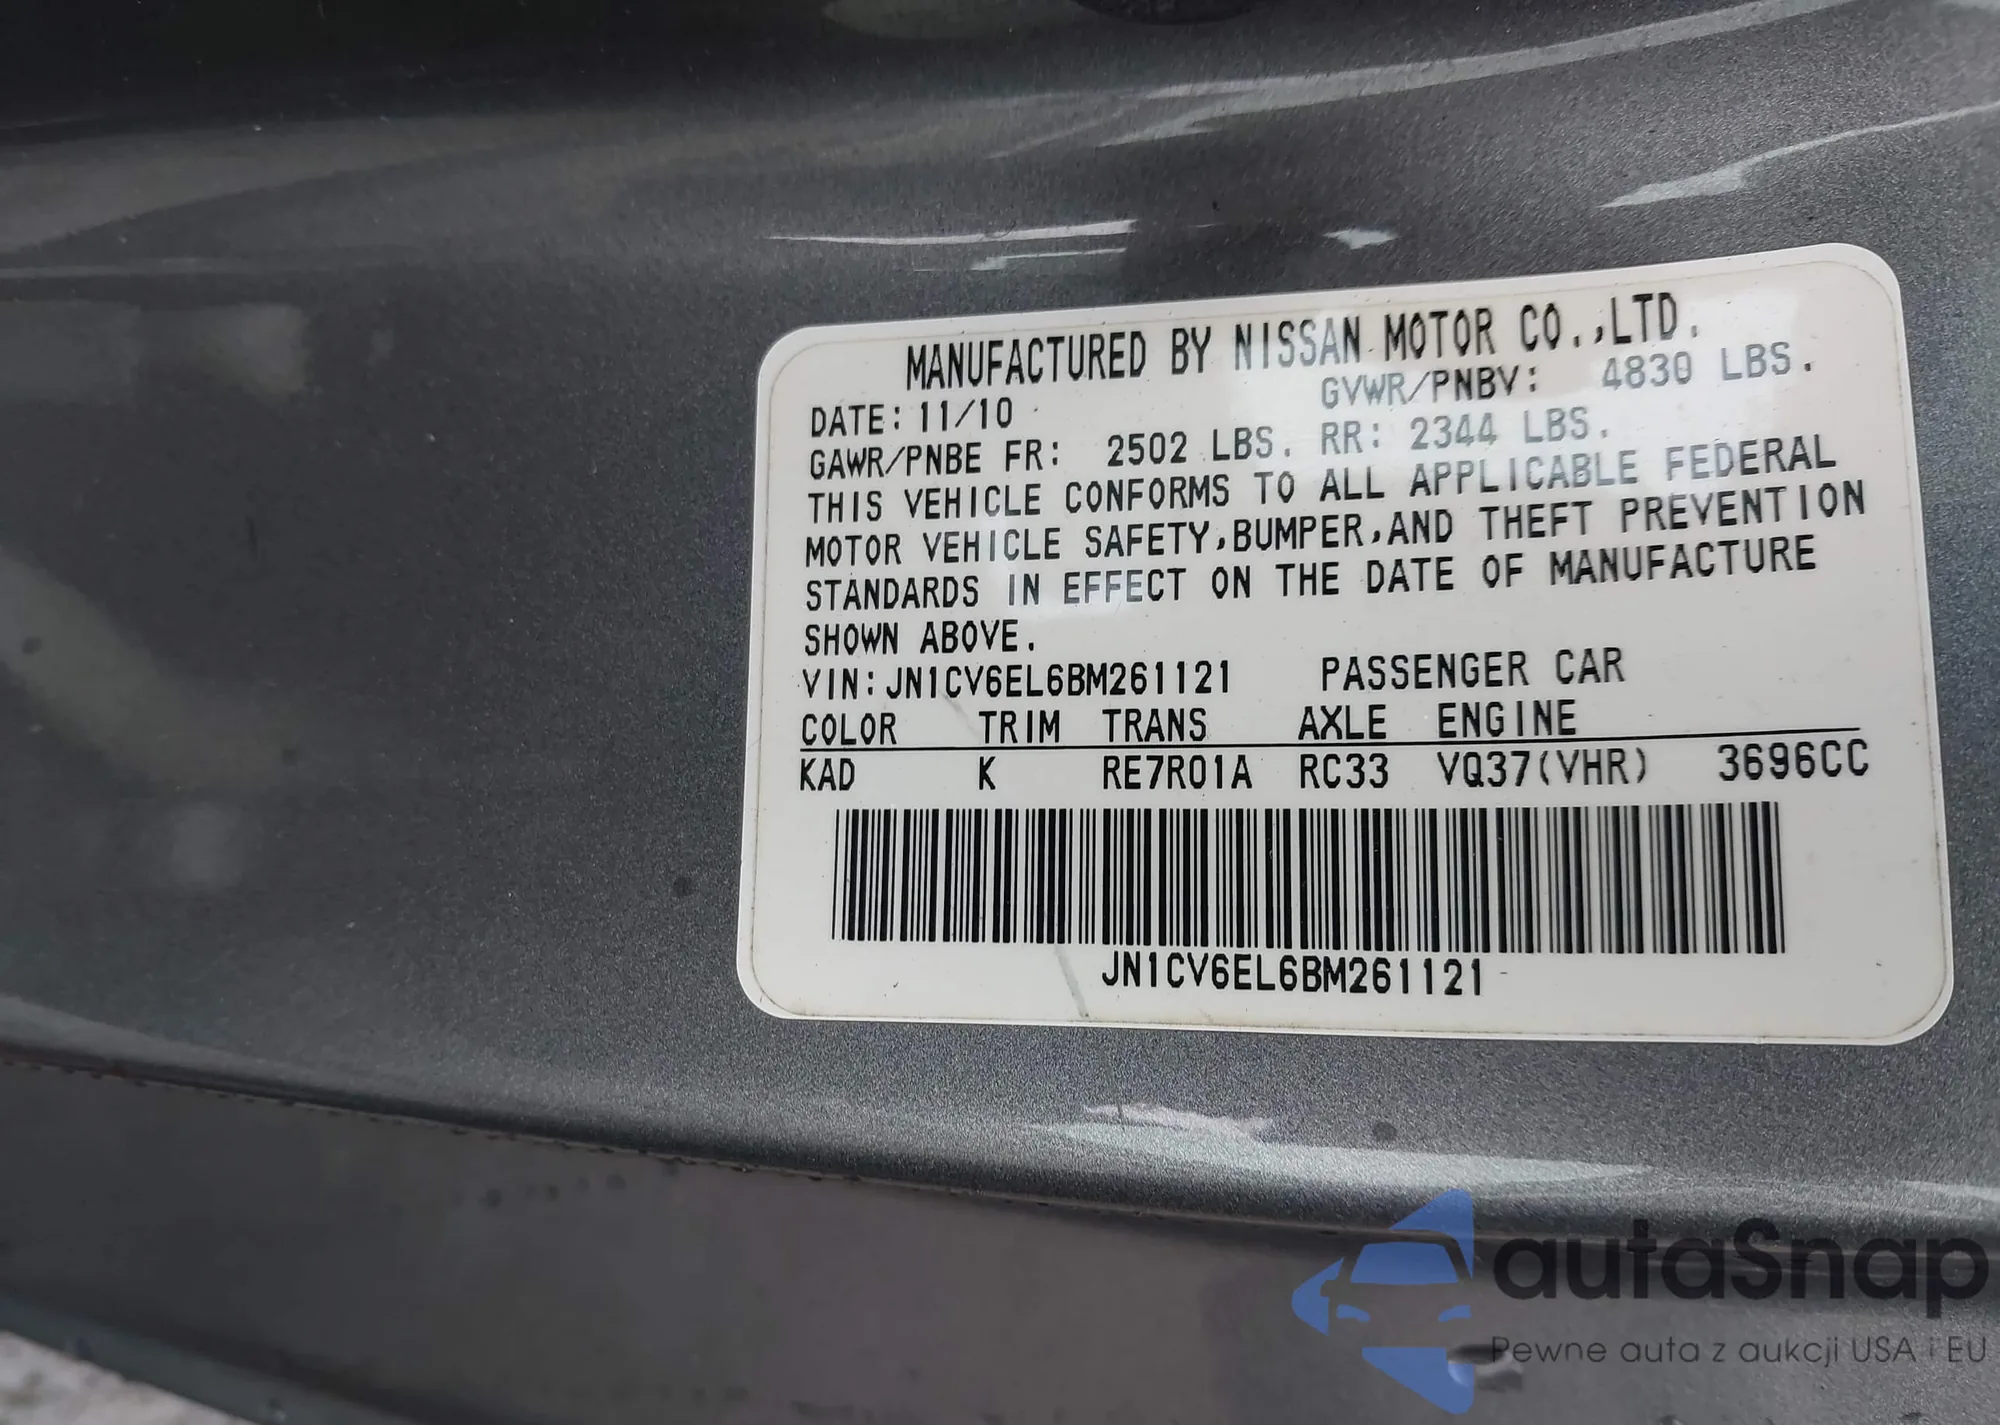 MANUFACTURED BY NISSAN MOTOR CO.,LTD.
DATE: 11/10 GVWR/PNBV: 4830 LBS.
GAWR/PNBE FR: 2502 LBS. RR: 2344 LBS.
THIS VEHICLE CONFORMS TO ALL APPLICABLE FEDERAL
MOTOR VEHICLE SAFETY,BUMPER,AND THEFT PREVENTION
STANDARDS IN EFFECT ON THE DATE OF MANUFACTURE
SHOWN ABOVE.
VIN: JN1CV6EL6BM261121 PASSENGER CAR
COLOR TRIM TRANS AXLE ENGINE
KAD K RE7R01A RC33 VQ37(VHR) 3696CC
JN1CV6EL6BM261121
autaSnap
Pewne auta z aukcji USA i EU